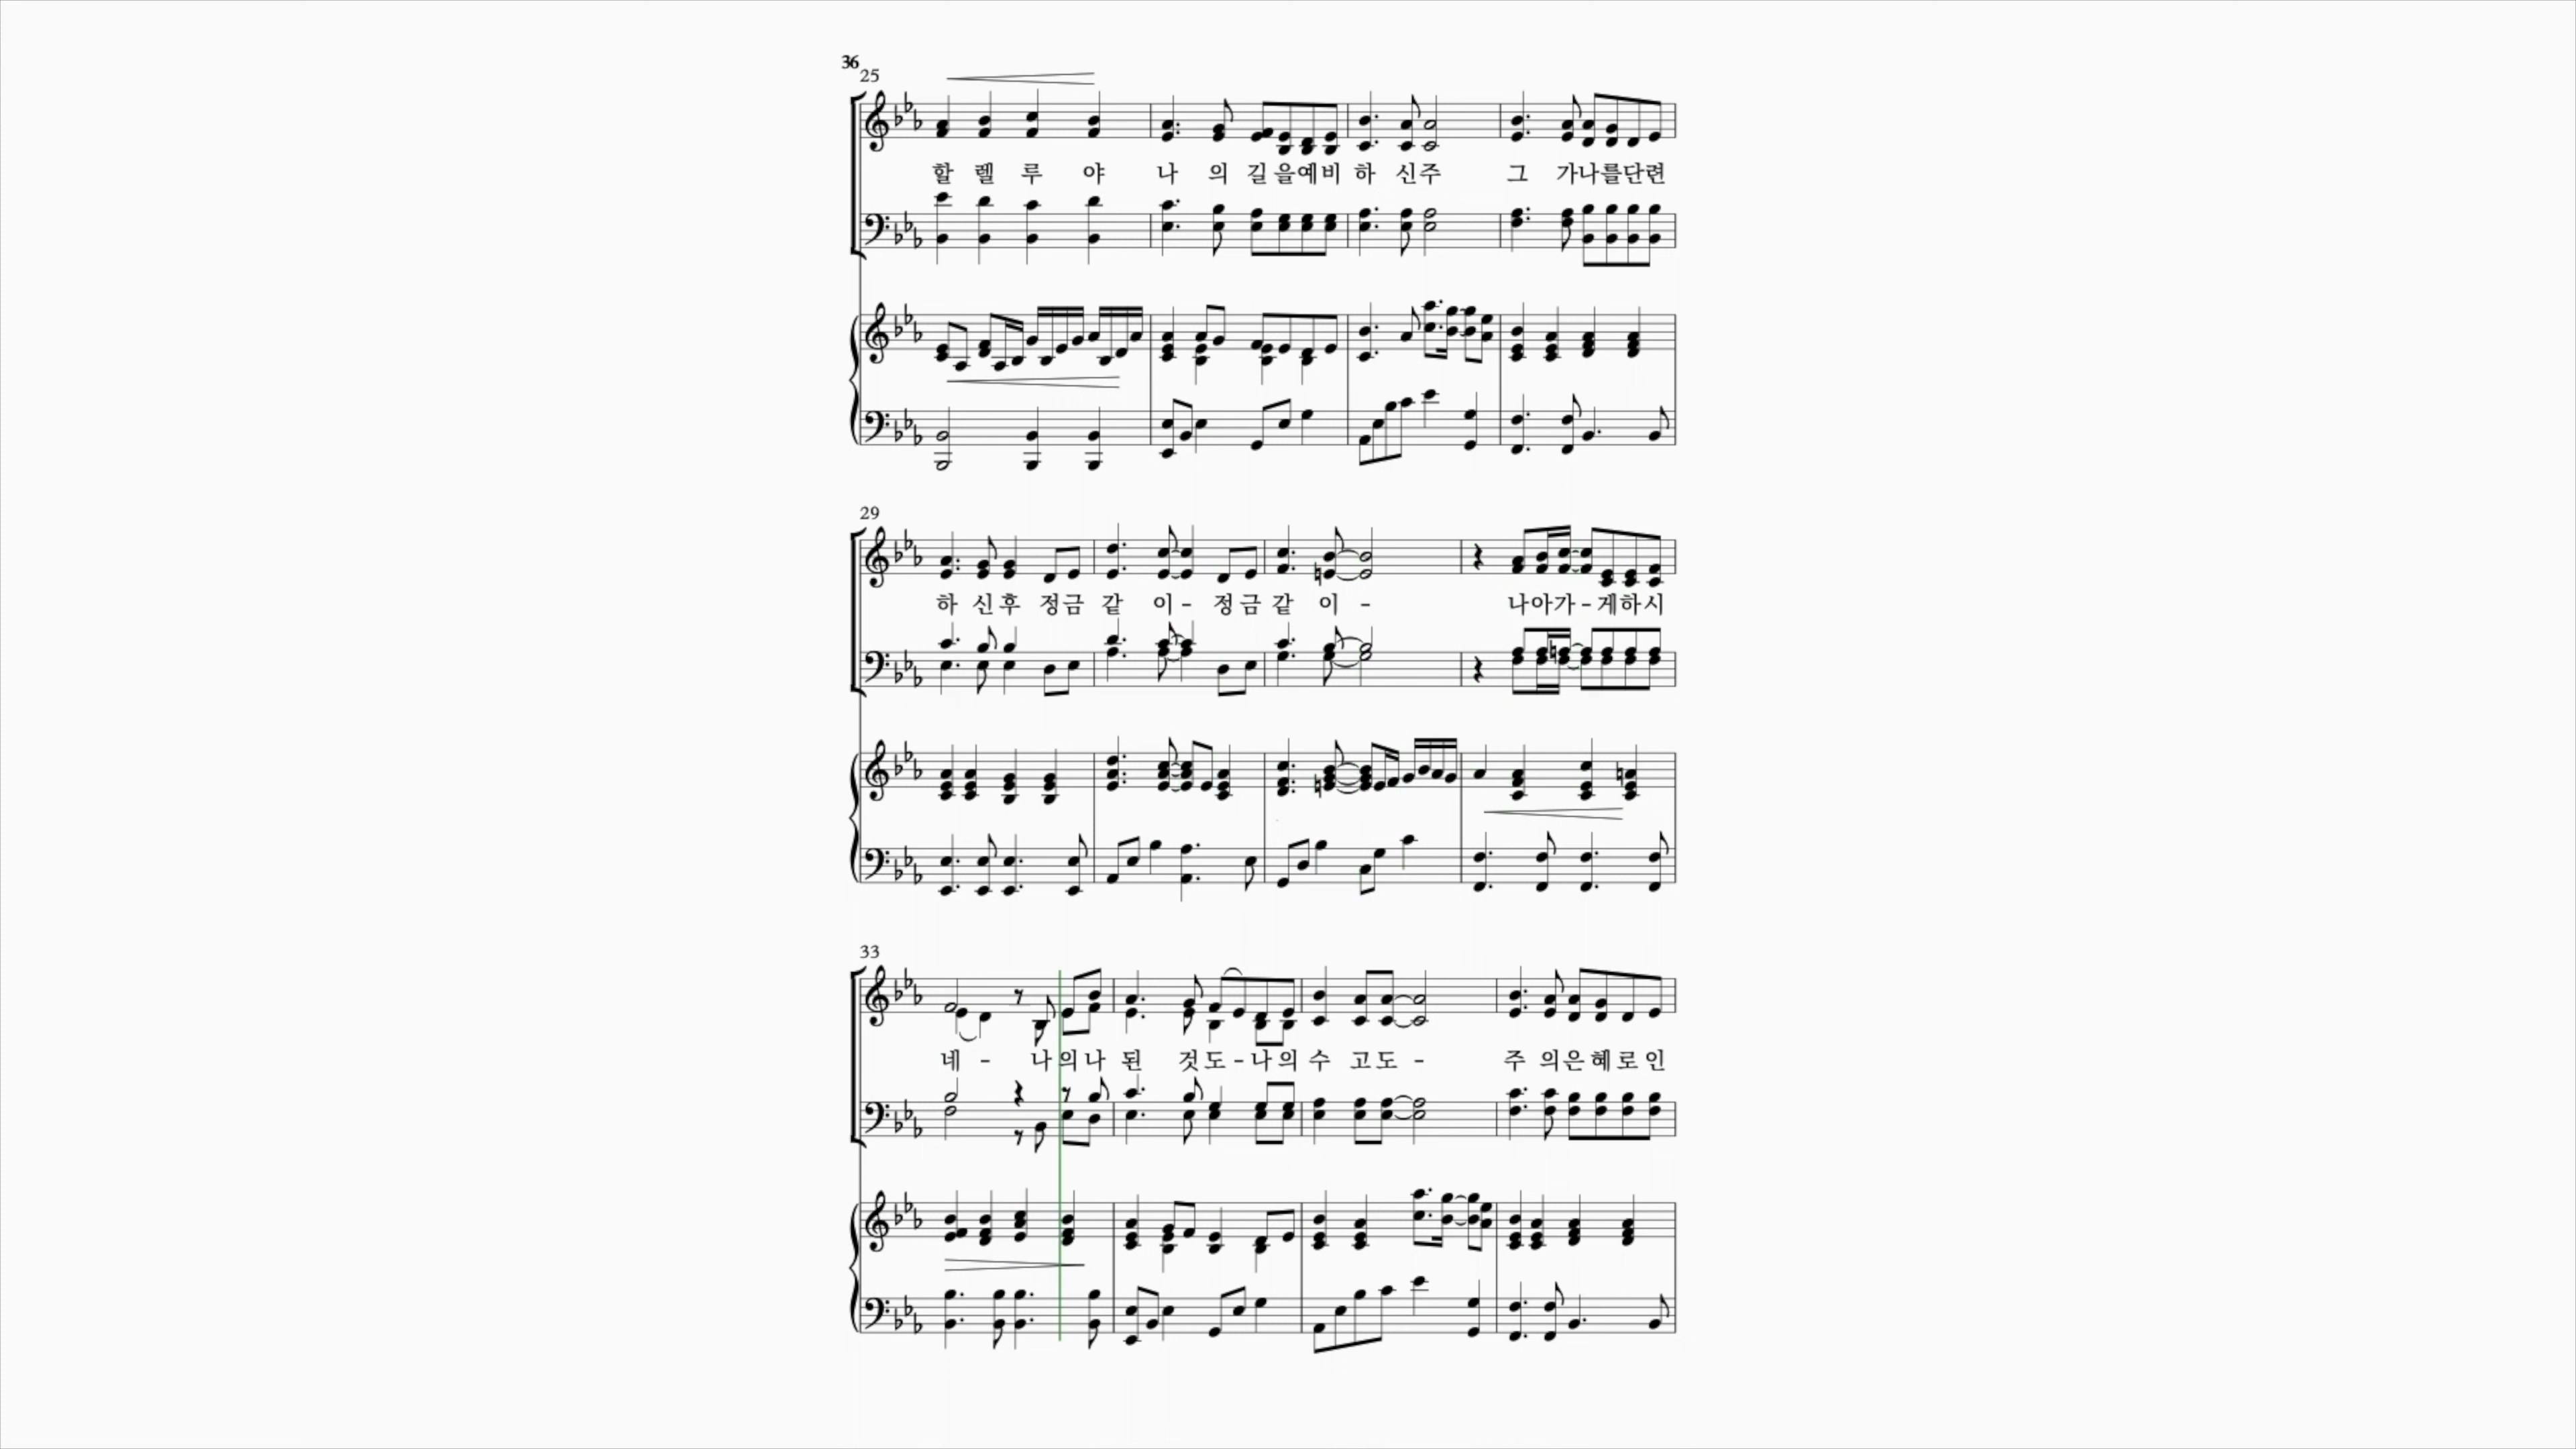 36
25
할 렐 루 야 나 의 길 을예비 하 신주 그 가나를단련
29
하 신후 정금 같 이- 정금 같 이 - 나아가-게하시
33
네 - 나의나 된 것도-나의 수 고도 - 주 의은혜로인